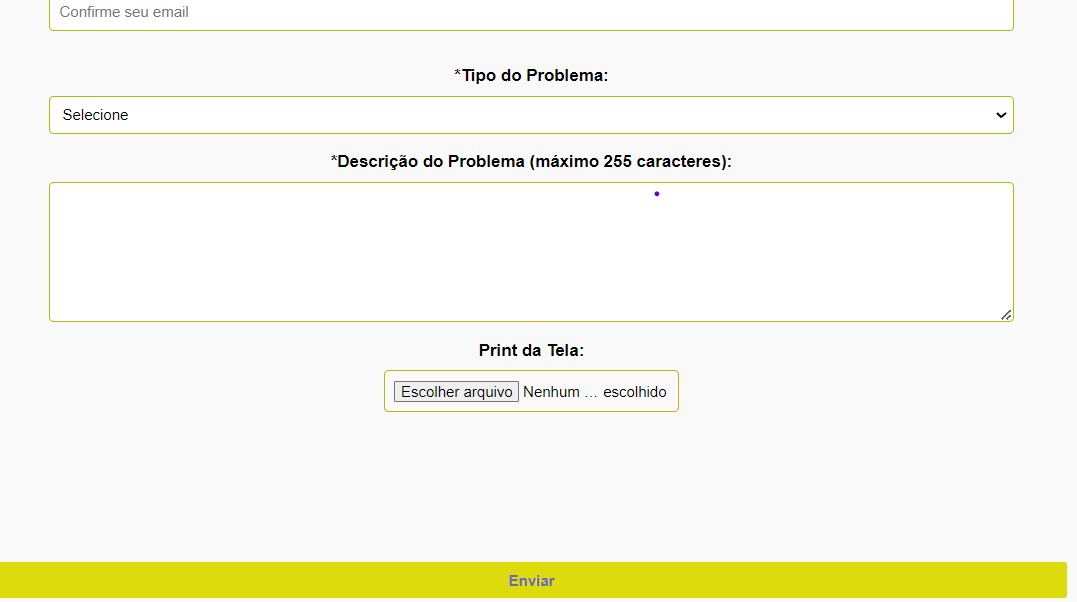 Confirme seu email
*Tipo do Problema:
Selecione
*Descrição do Problema (máximo 255 caracteres):
Print da Tela:
Escolher arquivo Nenhum … escolhido
Enviar